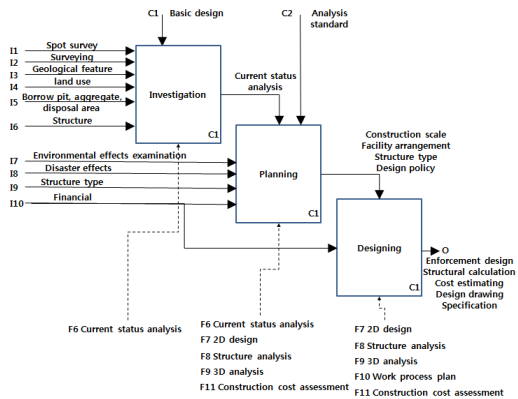 C1 Basic design
C2 Analysis
standard
I1 Spot survey
I2 Surveying
I3 Geological feature
I4 land use
I5 Borrow pit, aggregate,
disposal area
I6 Structure
Investigation
C1
Current status
analysis
I7 Environmental effects examination
I8 Disaster effects
I9 Structure type
I10 Financial
Planning
C1
Construction scale
Facility arrangement
Structure type
Design policy
Designing
C1
O
Enforcement design
Structural calculation
Cost estimating
Design drawing
Specification
F6 Current status analysis
F6 Current status analysis
F7 2D design
F8 Structure analysis
F9 3D analysis
F11 Construction cost assessment
F7 2D design
F8 Structure analysis
F9 3D analysis
F10 Work process plan
F11 Construction cost assessment